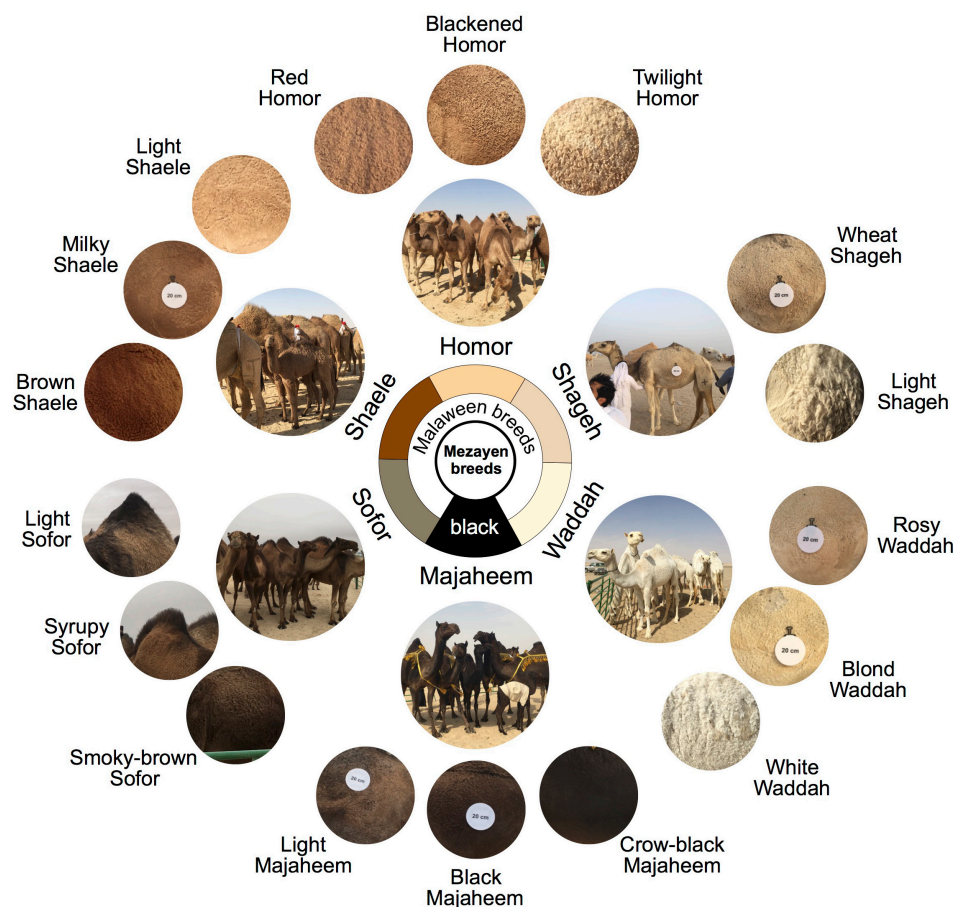 Blackened
Homor
Red
Homor
Twilight
Homor
Light
Shaele
Milky
Shaele
20 cm
Brown
Shaele
Wheat
Shageh
20 cm
Light
Shageh
Homor
Shaele
Shageh
Malaween breeds
Mezayen
breeds
black
Sofor
Waddah
Majaheem
Light
Sofor
Syrupy
Sofor
Smoky-brown
Sofor
Rosy
Waddah
20 cm
Blond
Waddah
20 cm
White
Waddah
Light
Majaheem
20 cm
Black
Majaheem
20 cm
Crow-black
Majaheem